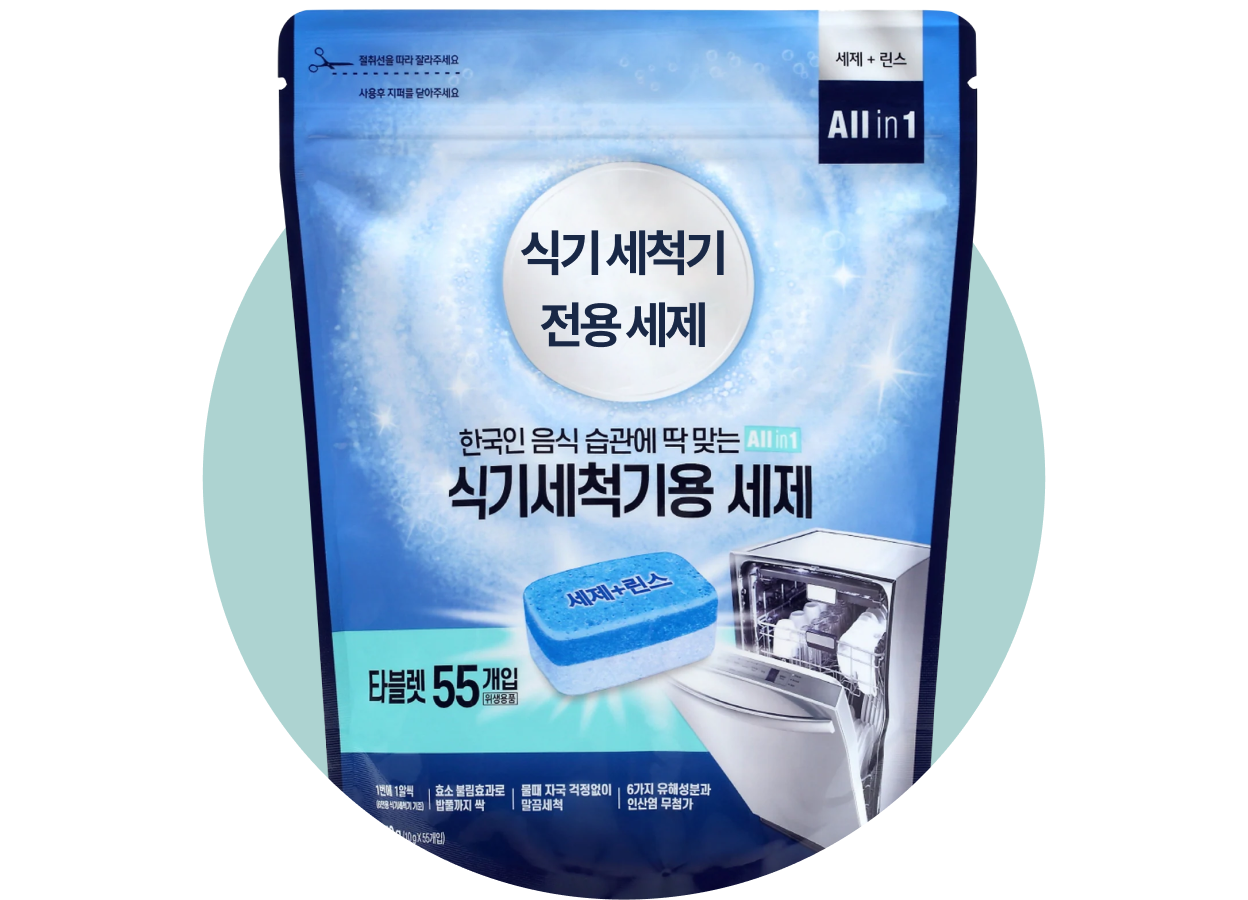 절취선을 따라 잘라주세요
사용후 지퍼를 닫아주세요
세제 + 린스
All in 1
식기 세척기
전용 세제
한국인 음식 습관에 딱 맞는 All in 1
식기세척기용 세제
세제+린스
타블렛 55개입
위생용품
1번에 1알씩
효소 불림효과로
밥풀까지 싹
물때 자국 걱정없이
말끔세척
6가지 유해성분과
인산염 무첨가
(10g X 55개입)